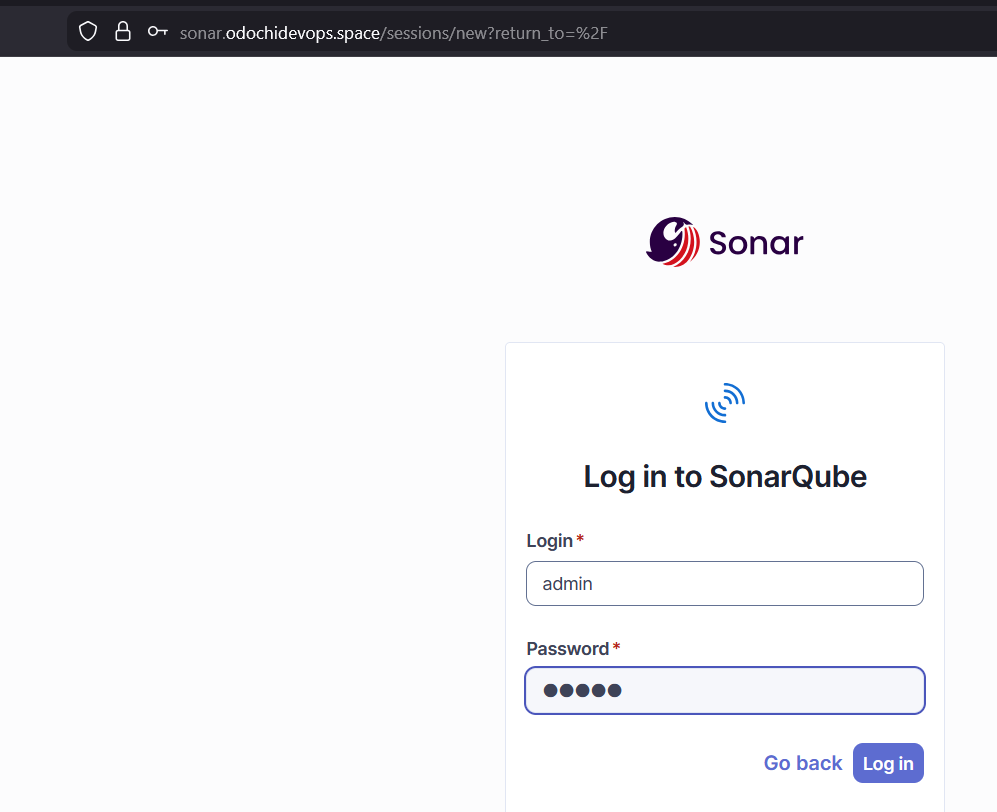 sonar.odochidevops.space/sessions/new?return_to=%2F
Sonar
Log in to SonarQube
Login*
admin
Password*
●●●●●
Go back Log in